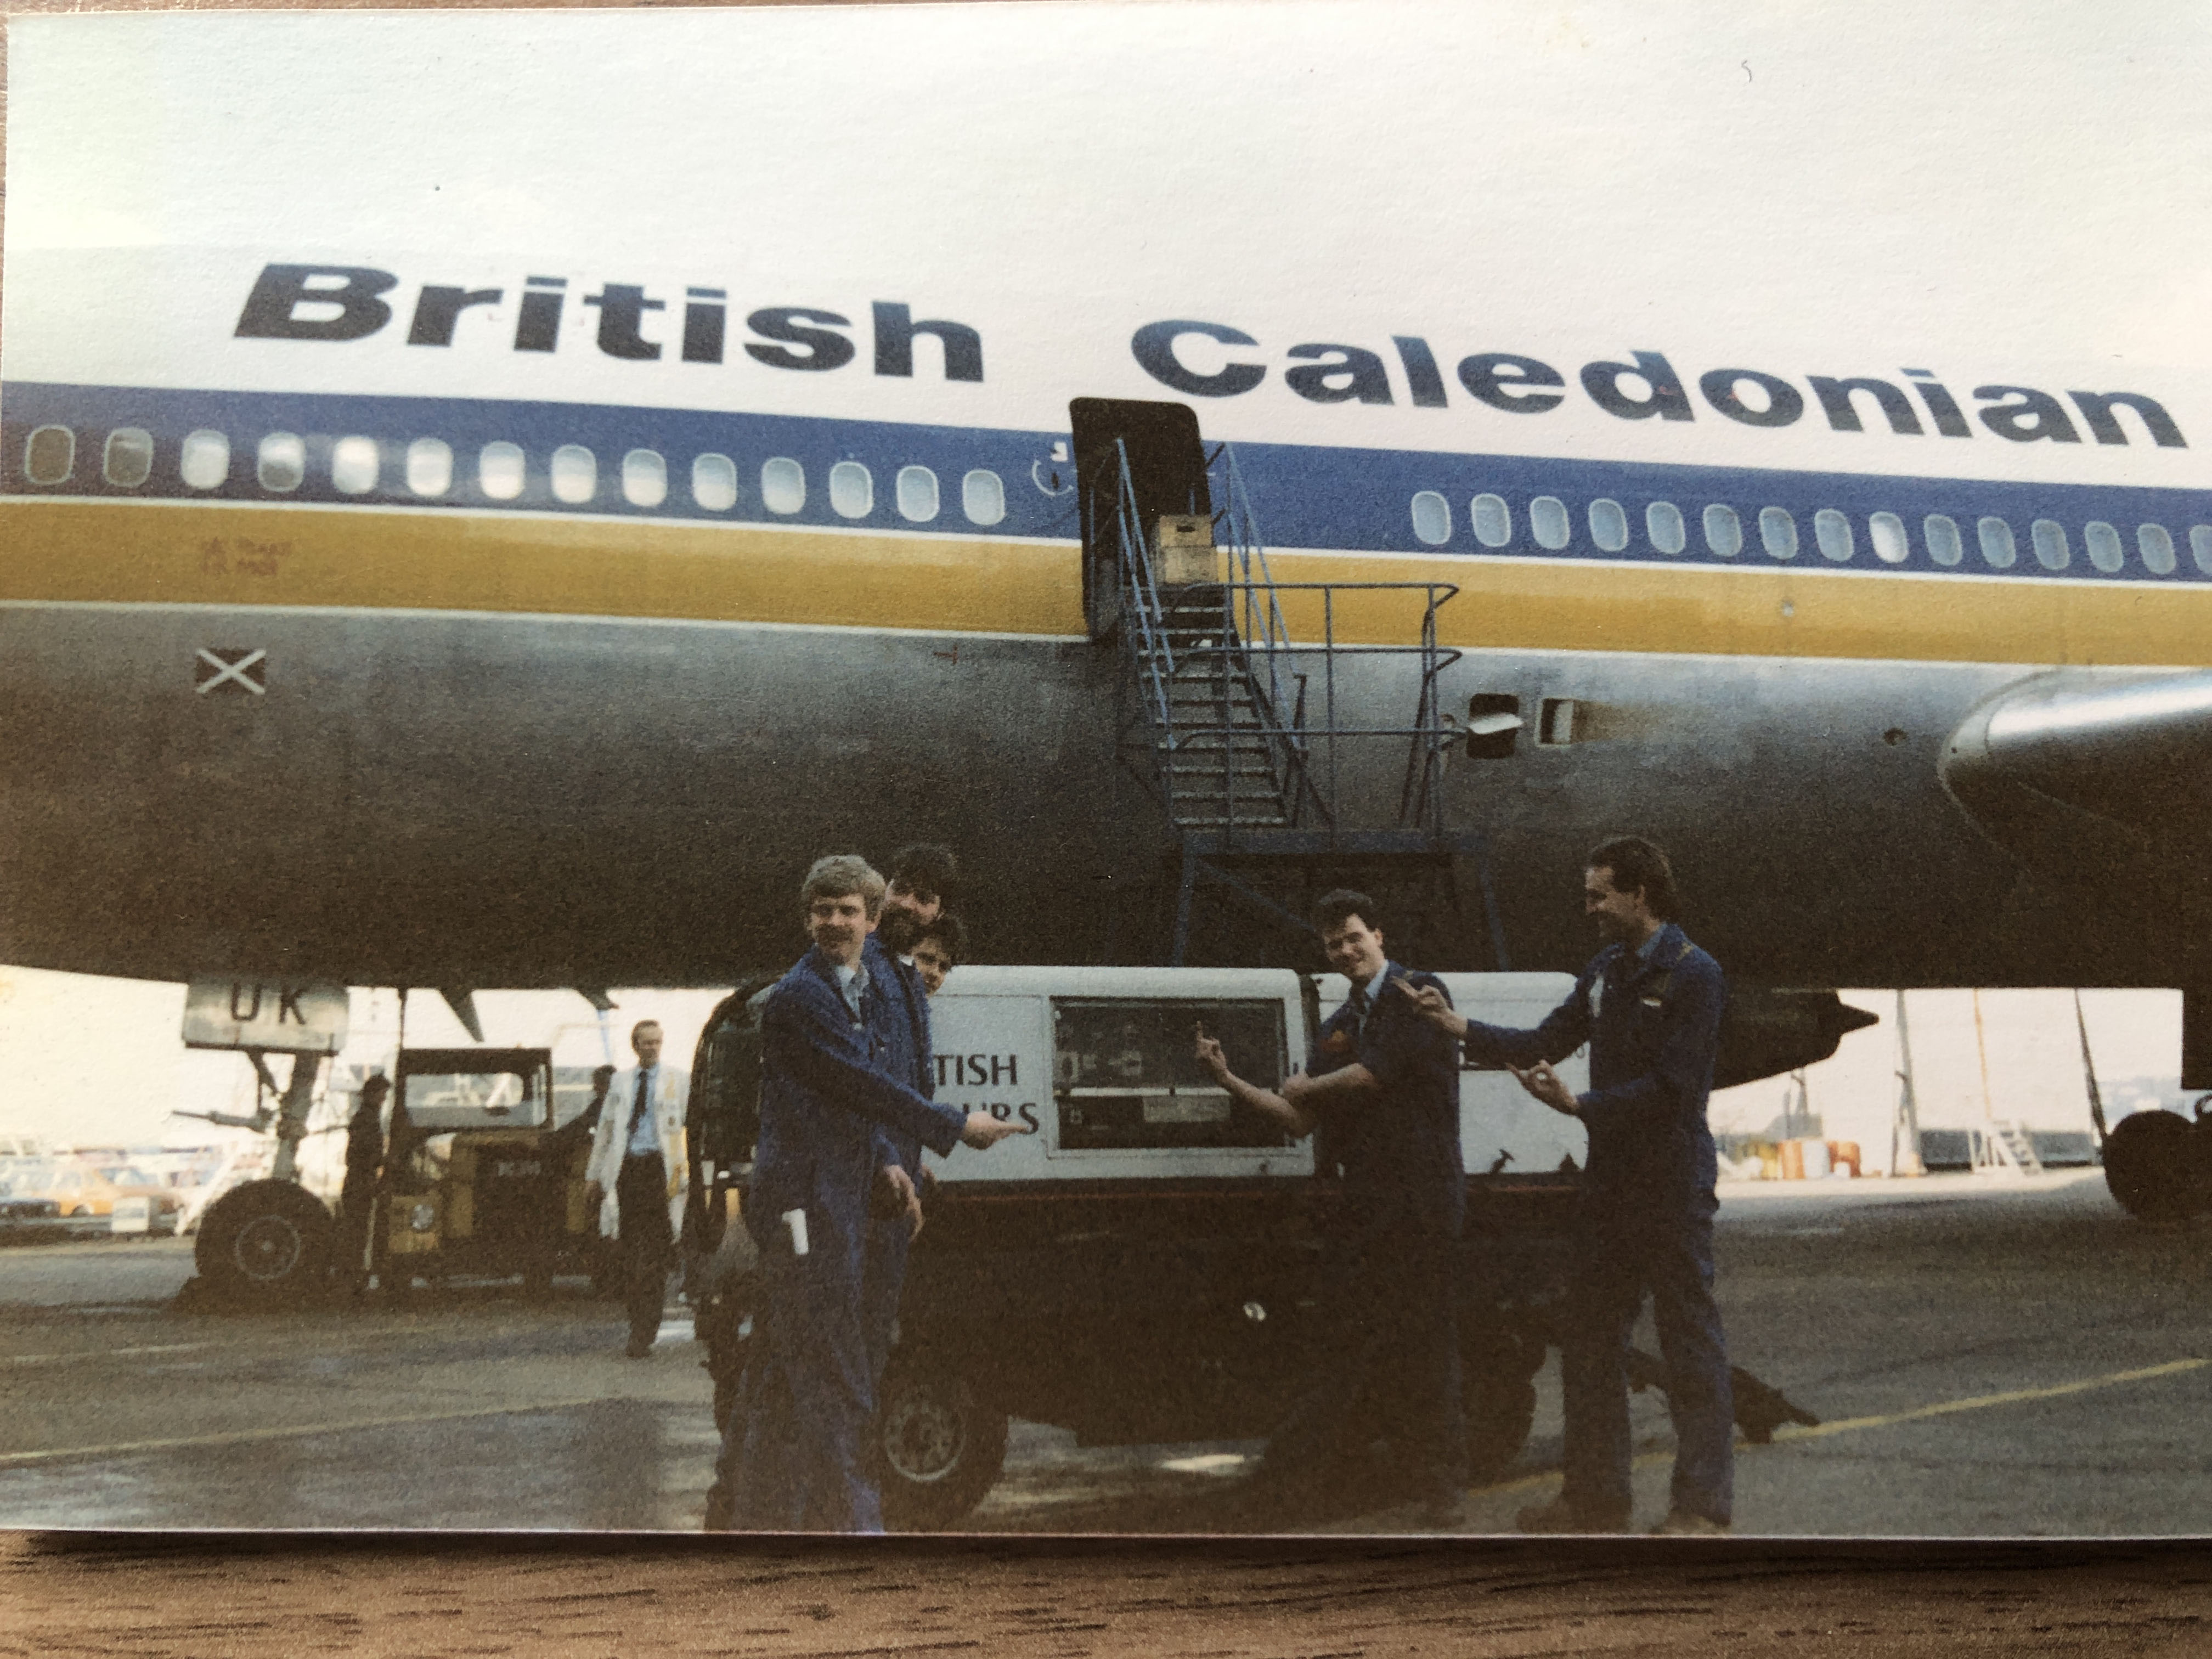 British Caledonian
UK
TISH
URS